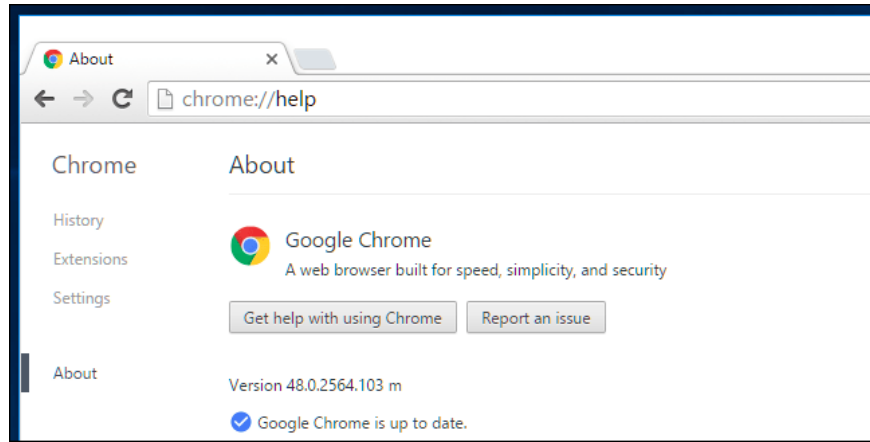 About
chrome://help
Chrome
About
History
Extensions
Settings
About
Google Chrome
A web browser built for speed, simplicity, and security
Get help with using Chrome
Report an issue
Version 48.0.2564.103 m
Google Chrome is up to date.